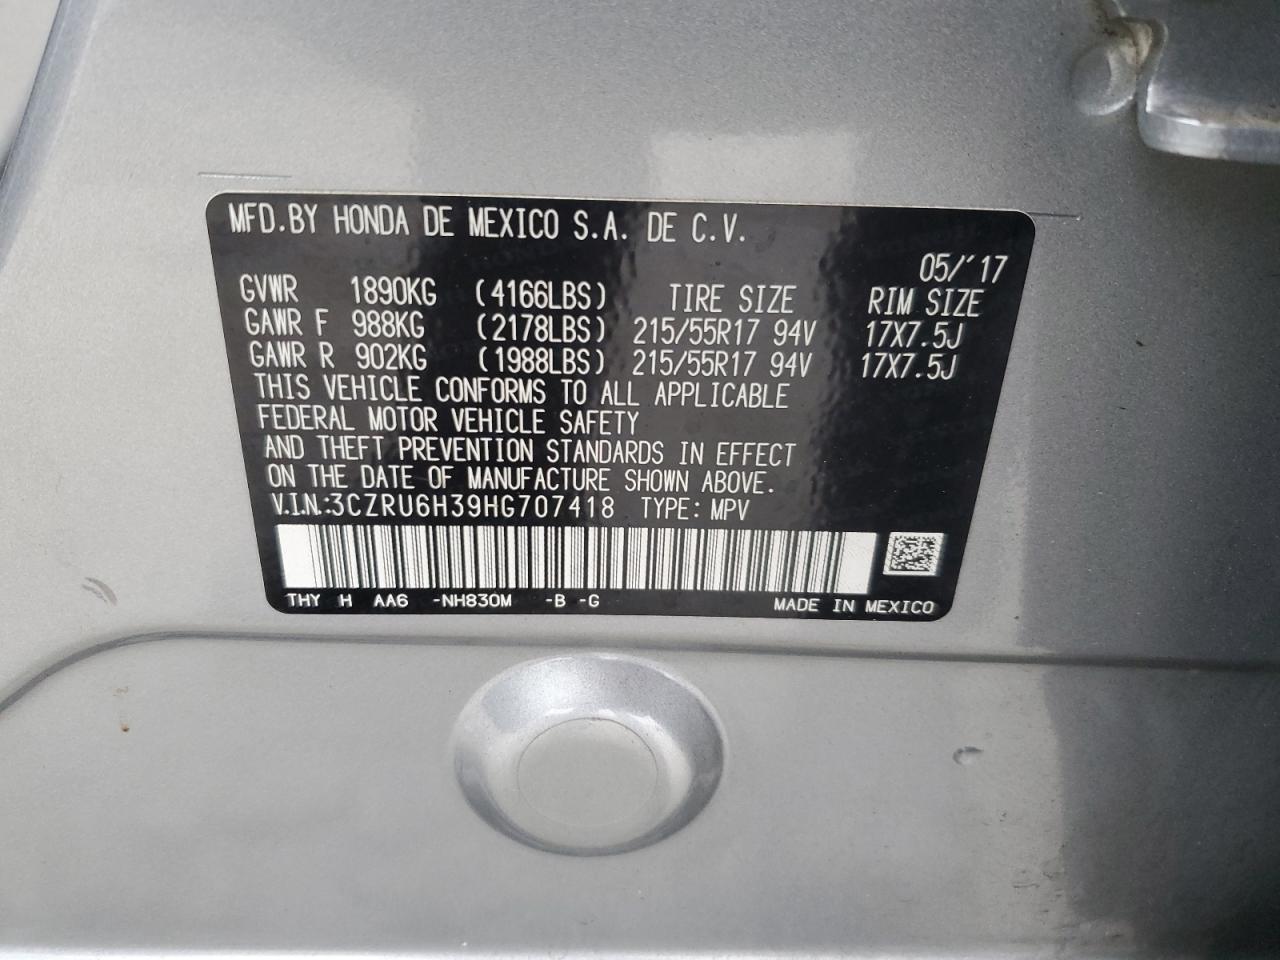 MFD.BY HONDA DE MEXICO S.A. DE C.V.
05/'17
GVWR 1890KG (4166LBS) TIRE SIZE RIM SIZE
GAWR F 988KG (2178LBS) 215/55R17 94V 17X7.5J
GAWR R 902KG (1988LBS) 215/55R17 94V 17X7.5J
THIS VEHICLE CONFORMS TO ALL APPLICABLE
FEDERAL MOTOR VEHICLE SAFETY
AND THEFT PREVENTION STANDARDS IN EFFECT
ON THE DATE OF MANUFACTURE SHOWN ABOVE.
V.I.N.:3CZRU6H39HG707418 TYPE: MPV
THY H AA6 -NH830M -B -G MADE IN MEXICO